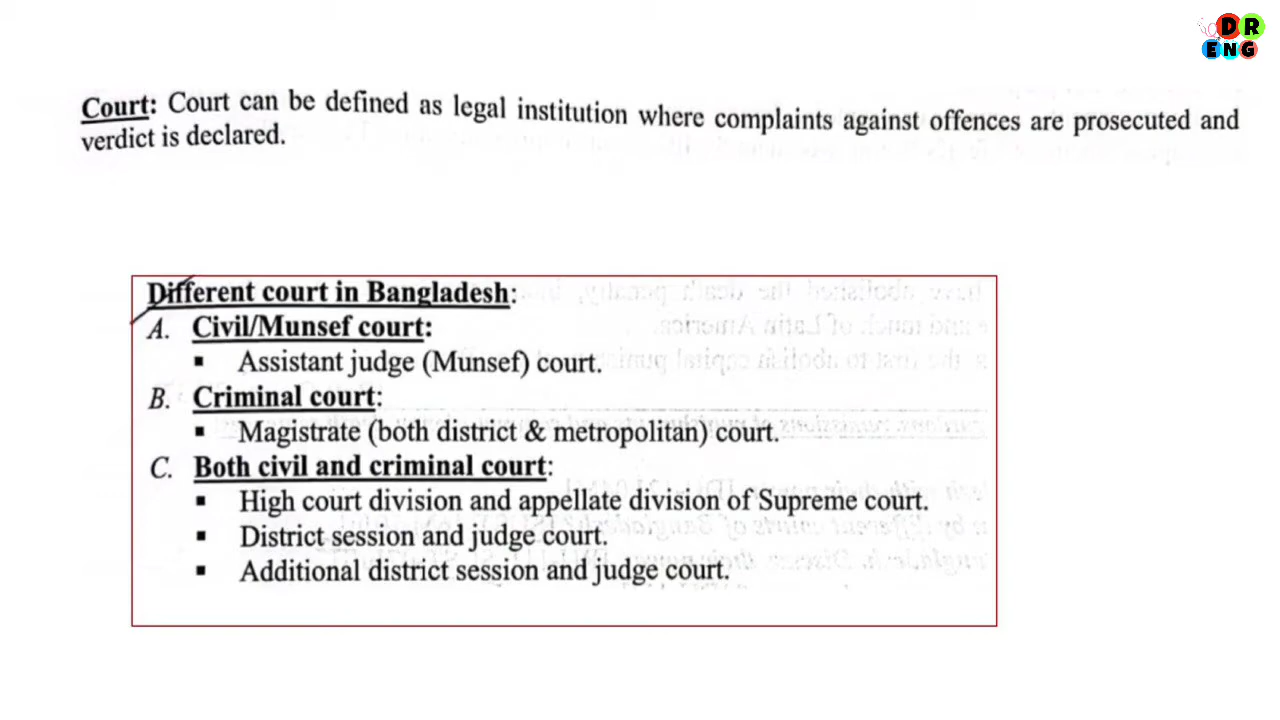 DR
ENG
Court: Court can be defined as legal institution where complaints against offences are prosecuted and
verdict is declared.
Different court in Bangladesh:
A. Civil/Munsef court:
▪ Assistant judge (Munsef) court.
B. Criminal court:
▪ Magistrate (both district & metropolitan) court.
C. Both civil and criminal court:
▪ High court division and appellate division of Supreme court.
▪ District session and judge court.
▪ Additional district session and judge court.